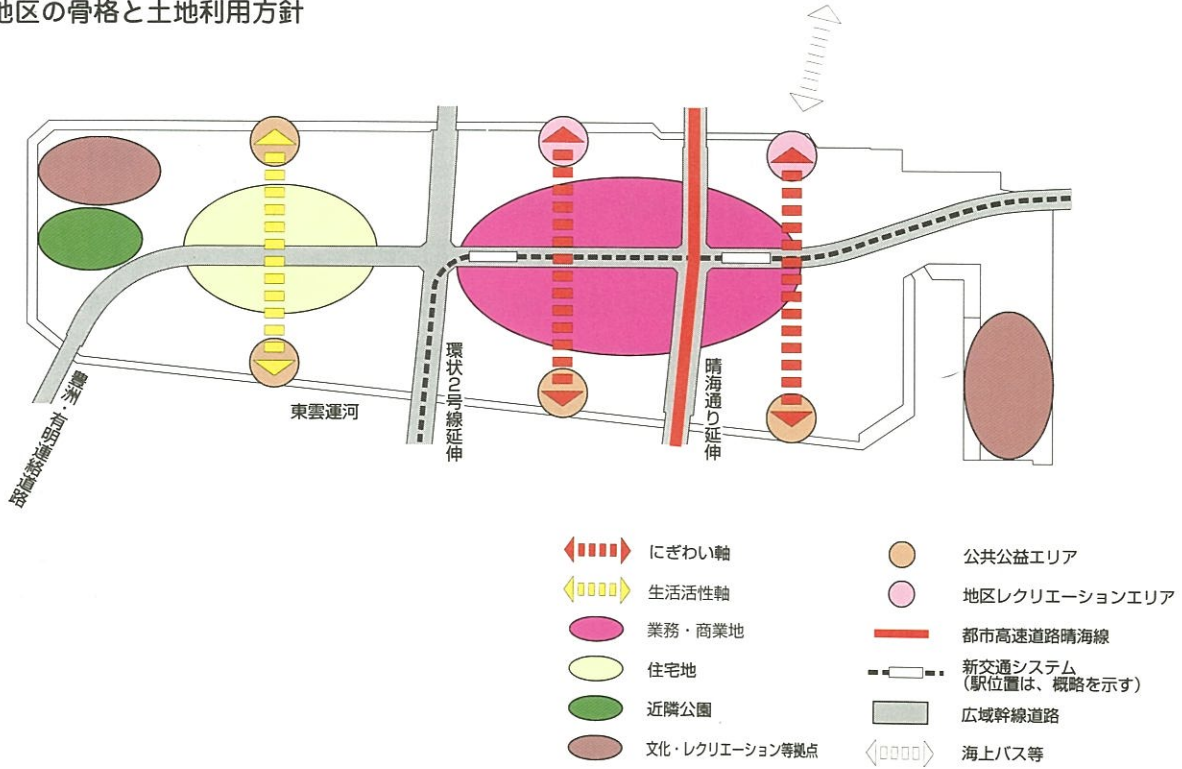 地区の骨格と土地利用方針
豊洲・有明連絡道路
東雲運河
環状2号線延伸
晴海通り延伸
にぎわい軸
生活活性軸
業務・商業地
住宅地
近隣公園
文化・レクリエーション等拠点
公共公益エリア
地区レクリエーションエリア
都市高速道路晴海線
新交通システム
（駅位置は、概略を示す）
広域幹線道路
海上バス等